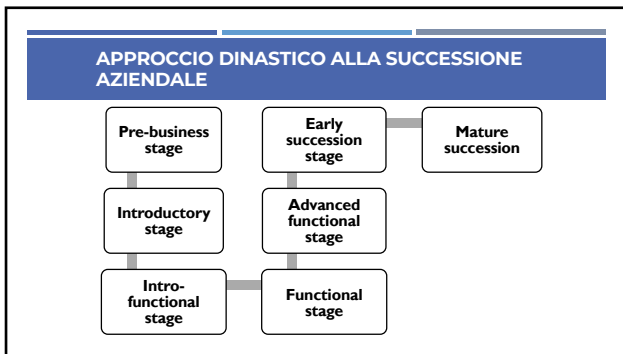 APPROCCIO DINASTICO ALLA SUCCESSIONE
AZIENDALE
Pre-business
stage
Introductory
stage
Intro-
functional
stage
Functional
stage
Advanced
functional
stage
Early
succession
stage
Mature
succession